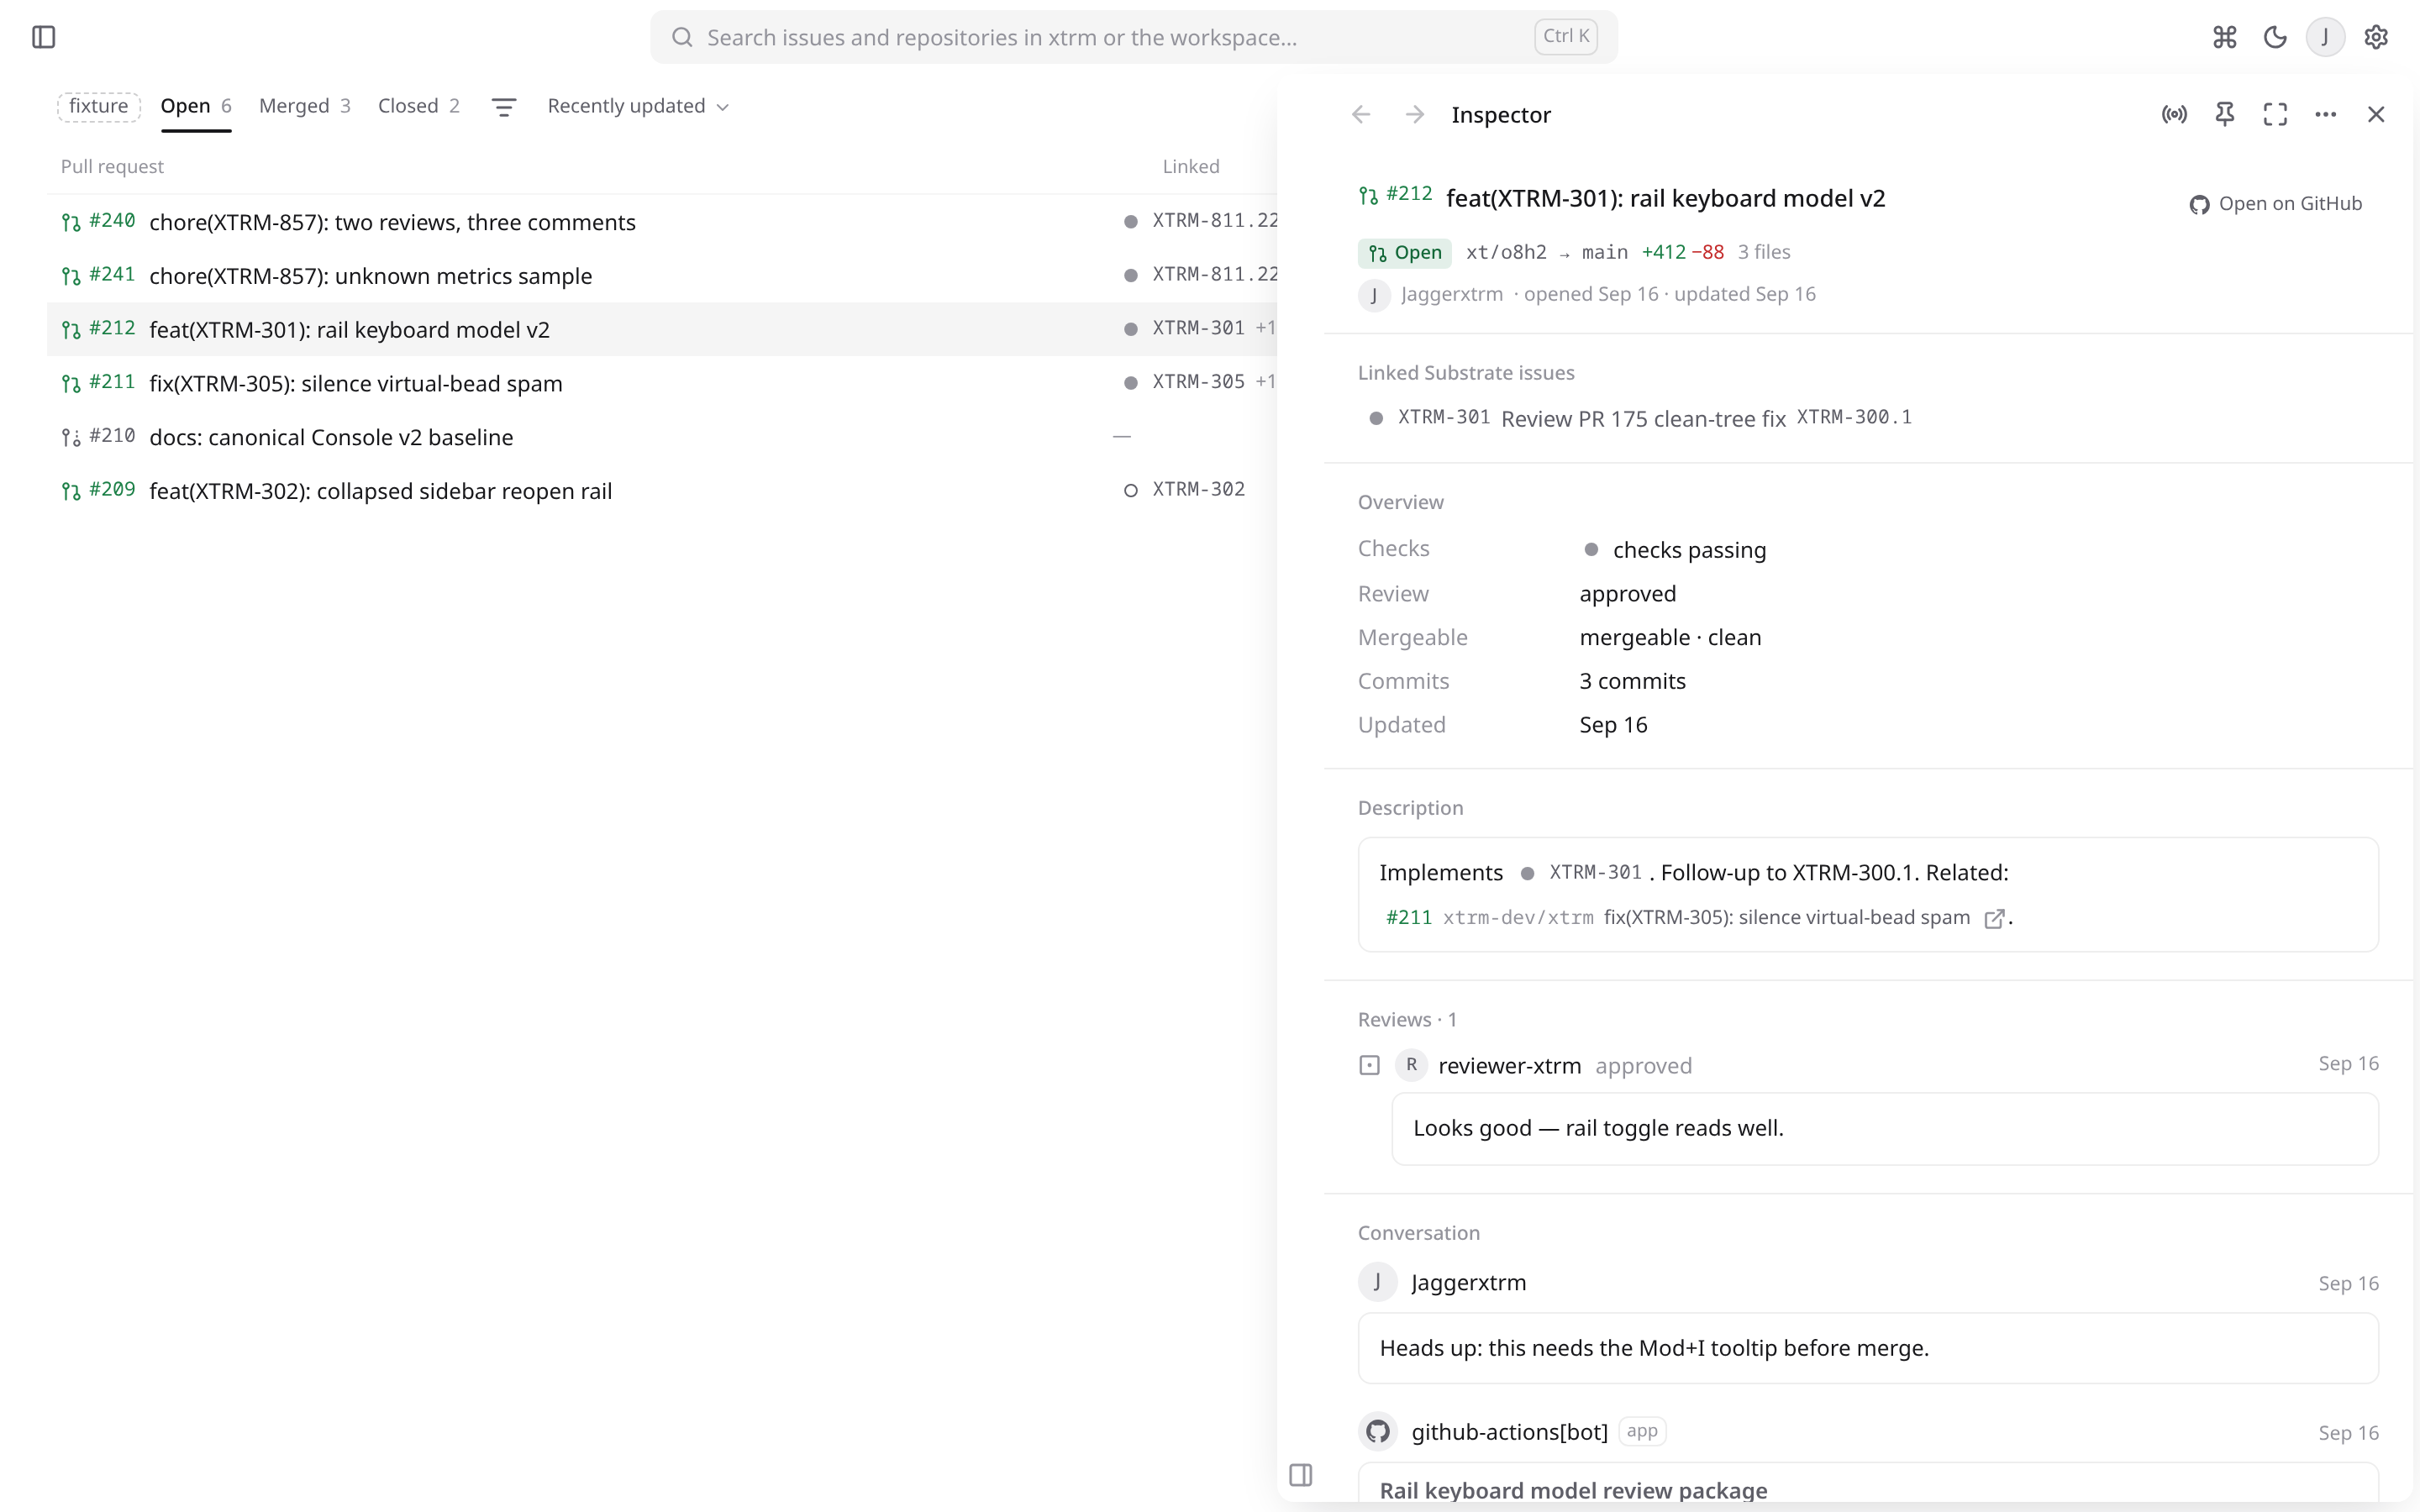 Search issues and repositories in xtrm or the workspace... Ctrl K J
fixture Open 6 Merged 3 Closed 2 Recently updated
Pull request Linked
#240 chore(XTRM-857): two reviews, three comments XTRM-811.22
#241 chore(XTRM-857): unknown metrics sample XTRM-811.22
#212 feat(XTRM-301): rail keyboard model v2 XTRM-301 +1
#211 fix(XTRM-305): silence virtual-bead spam XTRM-305 +1
#210 docs: canonical Console v2 baseline —
#209 feat(XTRM-302): collapsed sidebar reopen rail XTRM-302
Inspector
#212 feat(XTRM-301): rail keyboard model v2 Open on GitHub
Open xt/o8h2 → main +412 −88 3 files
J Jaggerxtrm · opened Sep 16 · updated Sep 16
Linked Substrate issues
XTRM-301 Review PR 175 clean-tree fix XTRM-300.1
Overview
Checks checks passing
Review approved
Mergeable mergeable · clean
Commits 3 commits
Updated Sep 16
Description
Implements XTRM-301 . Follow-up to XTRM-300.1. Related:
#211 xtrm-dev/xtrm fix(XTRM-305): silence virtual-bead spam .
Reviews · 1
R reviewer-xtrm approved Sep 16
Looks good — rail toggle reads well.
Conversation
J Jaggerxtrm Sep 16
Heads up: this needs the Mod+I tooltip before merge.
github-actions[bot] app Sep 16
Rail keyboard model review package